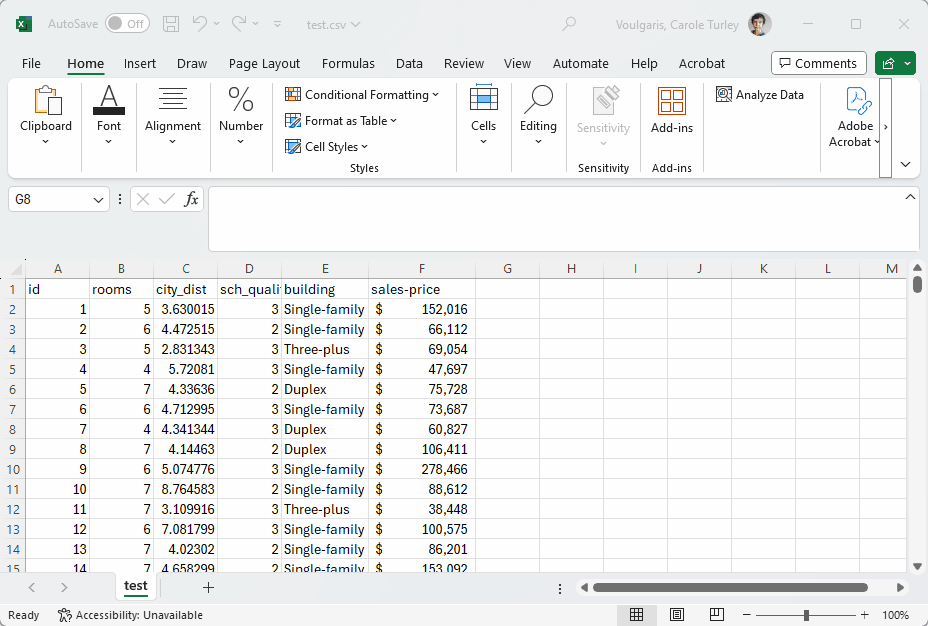 AutoSave Off test.csv Voulgaris, Carole Turley
File Home Insert Draw Page Layout Formulas Data Review View Automate Help Acrobat Comments
Clipboard Font Alignment Number Conditional Formatting Format as Table Cell Styles Styles Cells Editing Sensitivity Sensitivity Add-ins Add-ins Analyze Data Adobe Acrobat
G8 fx
A B C D E F G H I J K L M
1 id rooms city_dist sch_quali building sales-price
2 1 5 3.630015 3 Single-family $ 152,016
3 2 6 4.472515 2 Single-family $ 66,112
4 3 5 2.831343 3 Three-plus $ 69,054
5 4 4 5.72081 3 Single-family $ 47,697
6 5 7 4.33636 2 Duplex $ 75,728
7 6 6 4.712995 3 Single-family $ 73,687
8 7 4 4.341344 3 Duplex $ 60,827
9 8 7 4.14463 2 Duplex $ 106,411
10 9 6 5.074776 3 Single-family $ 278,466
11 10 7 8.764583 2 Single-family $ 88,612
12 11 7 3.109916 3 Three-plus $ 38,448
13 12 6 7.081799 3 Single-family $ 100,575
14 13 7 4.02302 2 Single-family $ 86,201
15 14 7 4.658299 2 Single-family $ 153,092
test
Ready Accessibility: Unavailable 100%